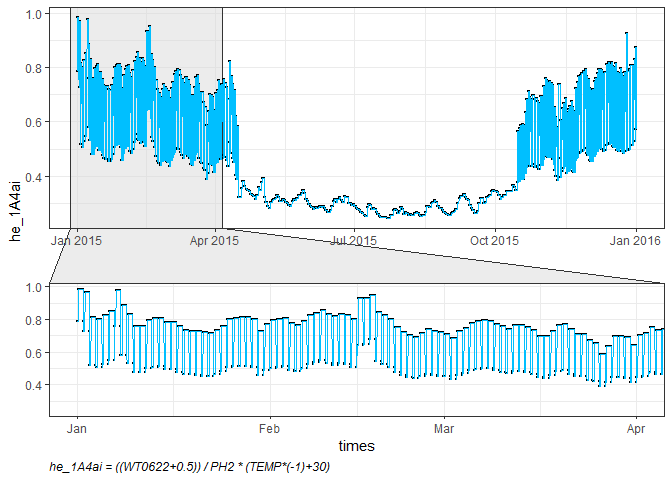 1.0
0.8
0.6
0.4
he_1A4ai
Jan 2015 Apr 2015 Jul 2015 Oct 2015 Jan 2016
1.0
0.8
0.6
0.4
Jan Feb Mar Apr
times
he_1A4ai = ((WT0622+0.5)) / PH2 * (TEMP*(-1)+30)